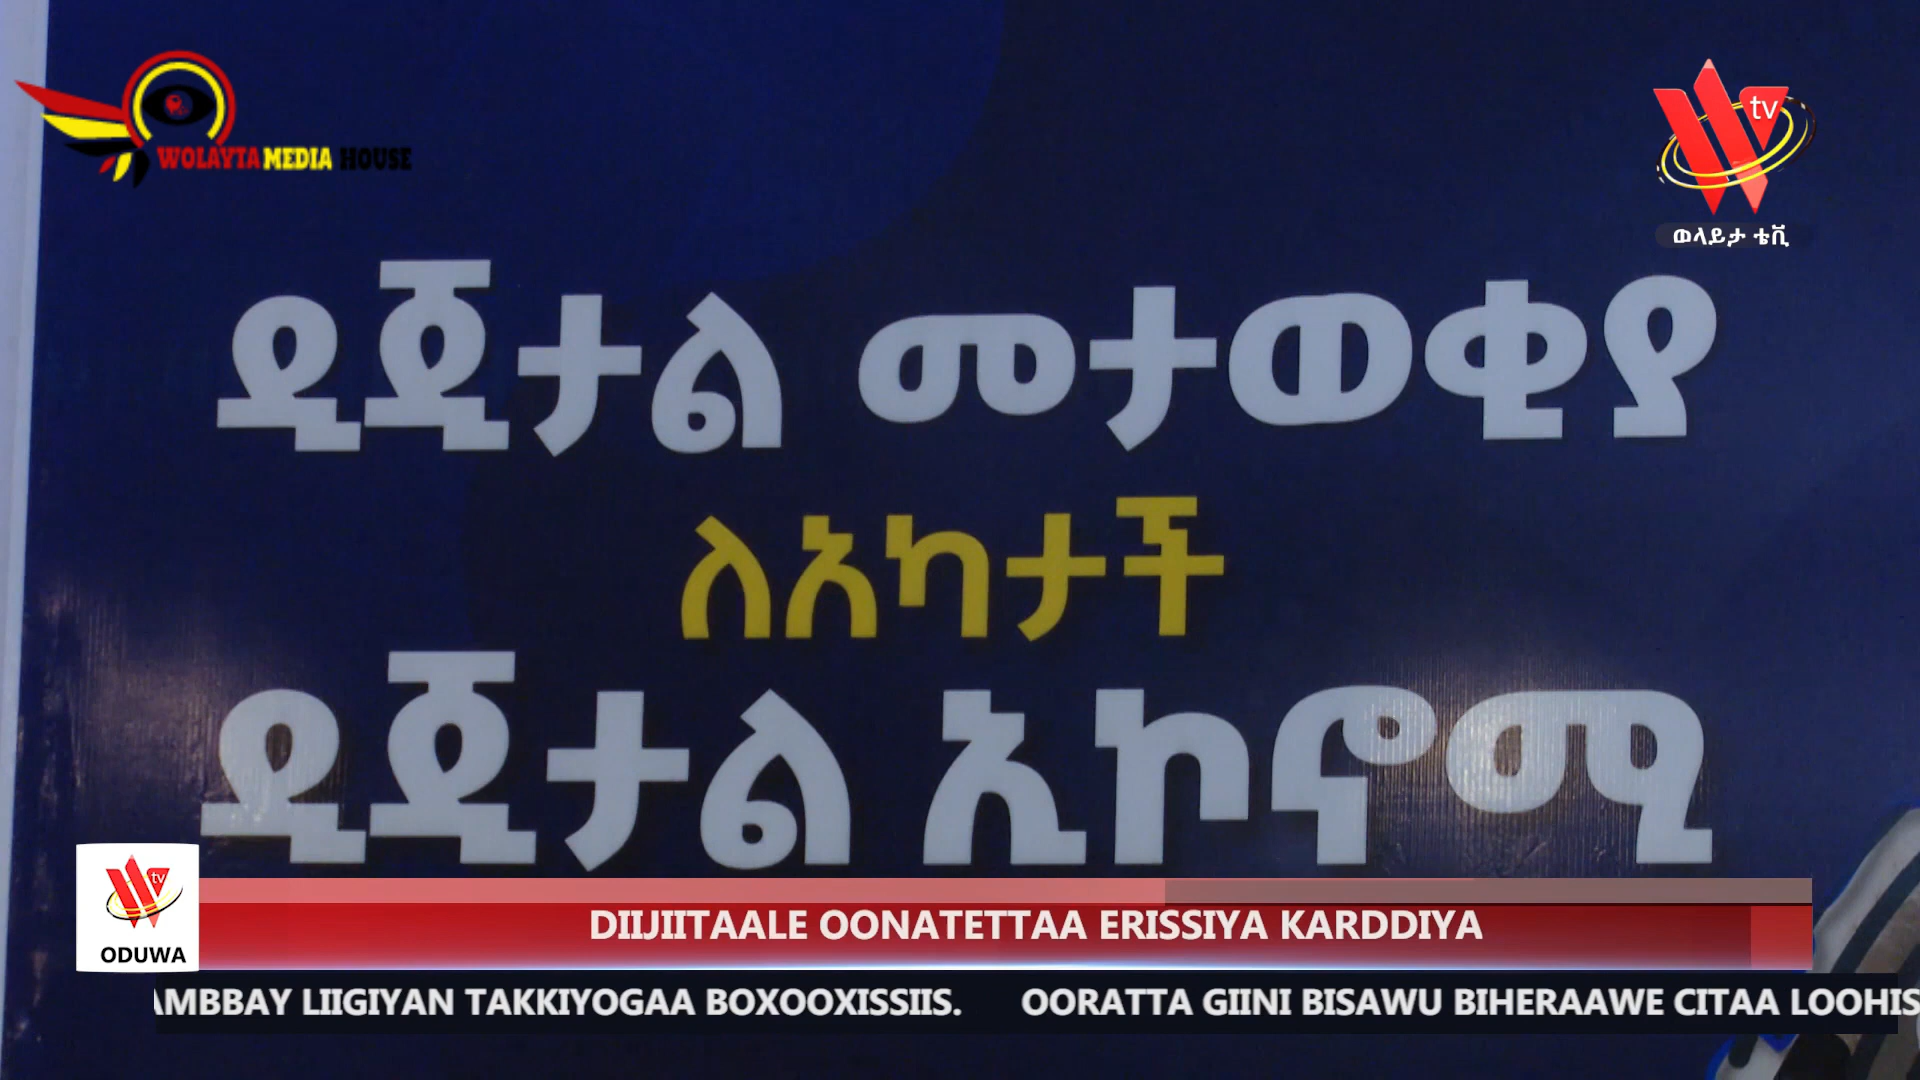 WOLAYTA MEDIA HOUSE
tv
ወላይታ ቴቪ
ዲጂታል መታወቂያ
ለአካታች
ዲጂታል ኢኮኖሚ
tv
ODUWA
DIIJIITAALE OONATETTAA ERISSIYA KARDDIYA
AMBBAY LIIGIYAN TAKKIYOGAA BOXOOXISSIIS. OORATTA GIINI BISAWU BIHERAAWE CITAA LOOHIS